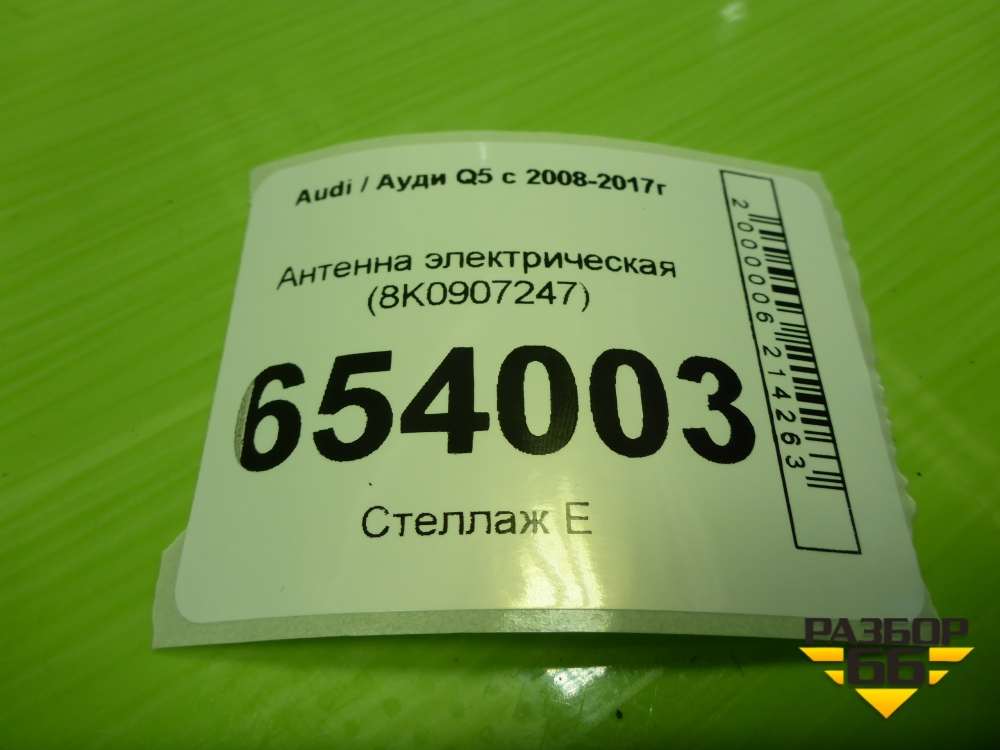 Audi / Ауди Q5 с 2008-2017г
Антенна электрическая
(8K0907247)
654003
Стеллаж Е
2000006214263
РАЗБОР
66